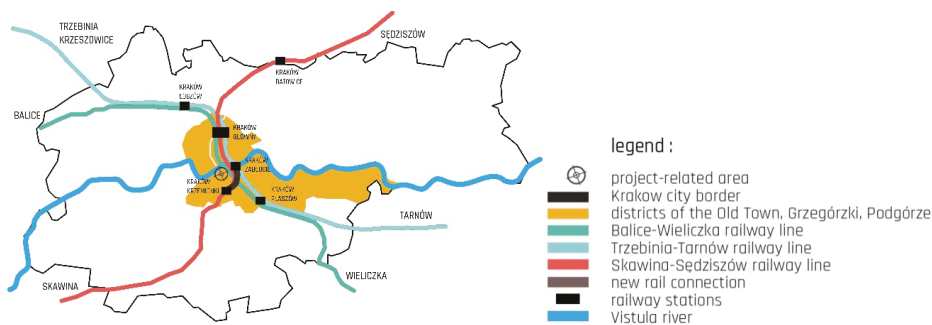 TRZEBINIA
KRZESZOWICE
SĘDZISZÓW
KRAKÓW
BATOWICE
KRAKÓW
ŁOBZÓW
BALICE
KRAKÓW
GŁÓWNY
KRAKÓW
ZABŁOCIE
KRAKÓW
KRZEMIONKI
KRAKÓW
PŁASZÓW
TARNÓW
WIELICZKA
SKAWINA
legend :
project-related area
Krakow city border
districts of the Old Town, Grzegórzki, Podgórze
Balice-Wieliczka railway line
Trzebinia-Tarnów railway line
Skawina-Sędziszów railway line
new rail connection
railway stations
Vistula river